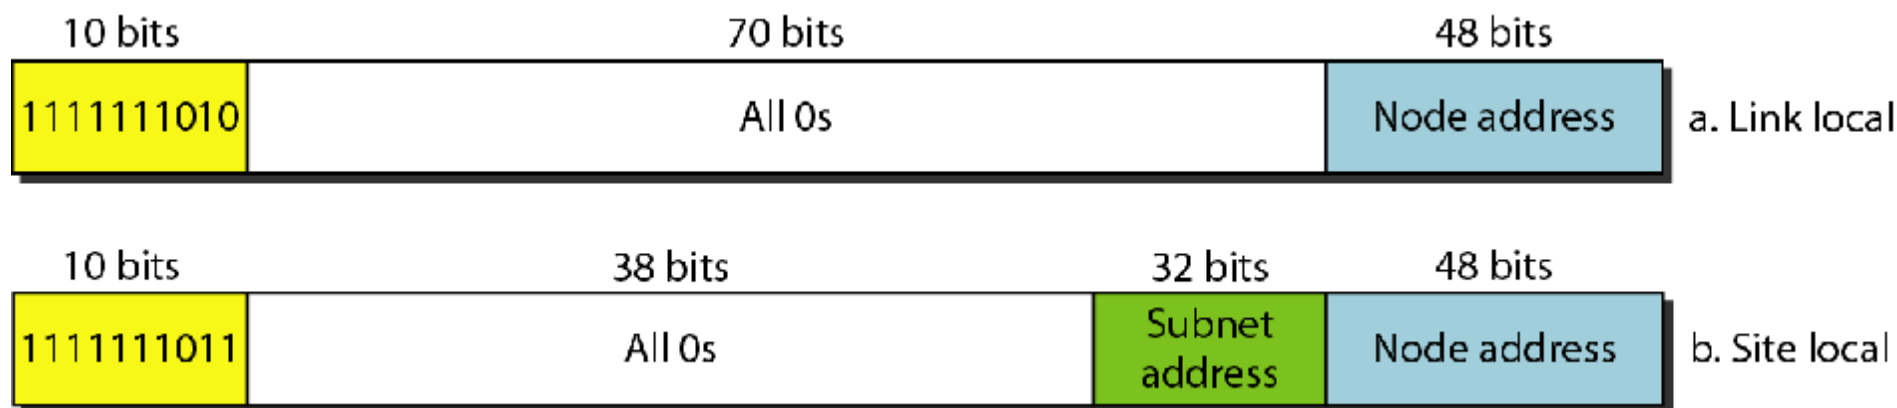 10 bits 70 bits 48 bits
1111111010 All 0s Node address a. Link local
10 bits 38 bits 32 bits 48 bits
1111111011 All 0s Subnet address Node address b. Site local